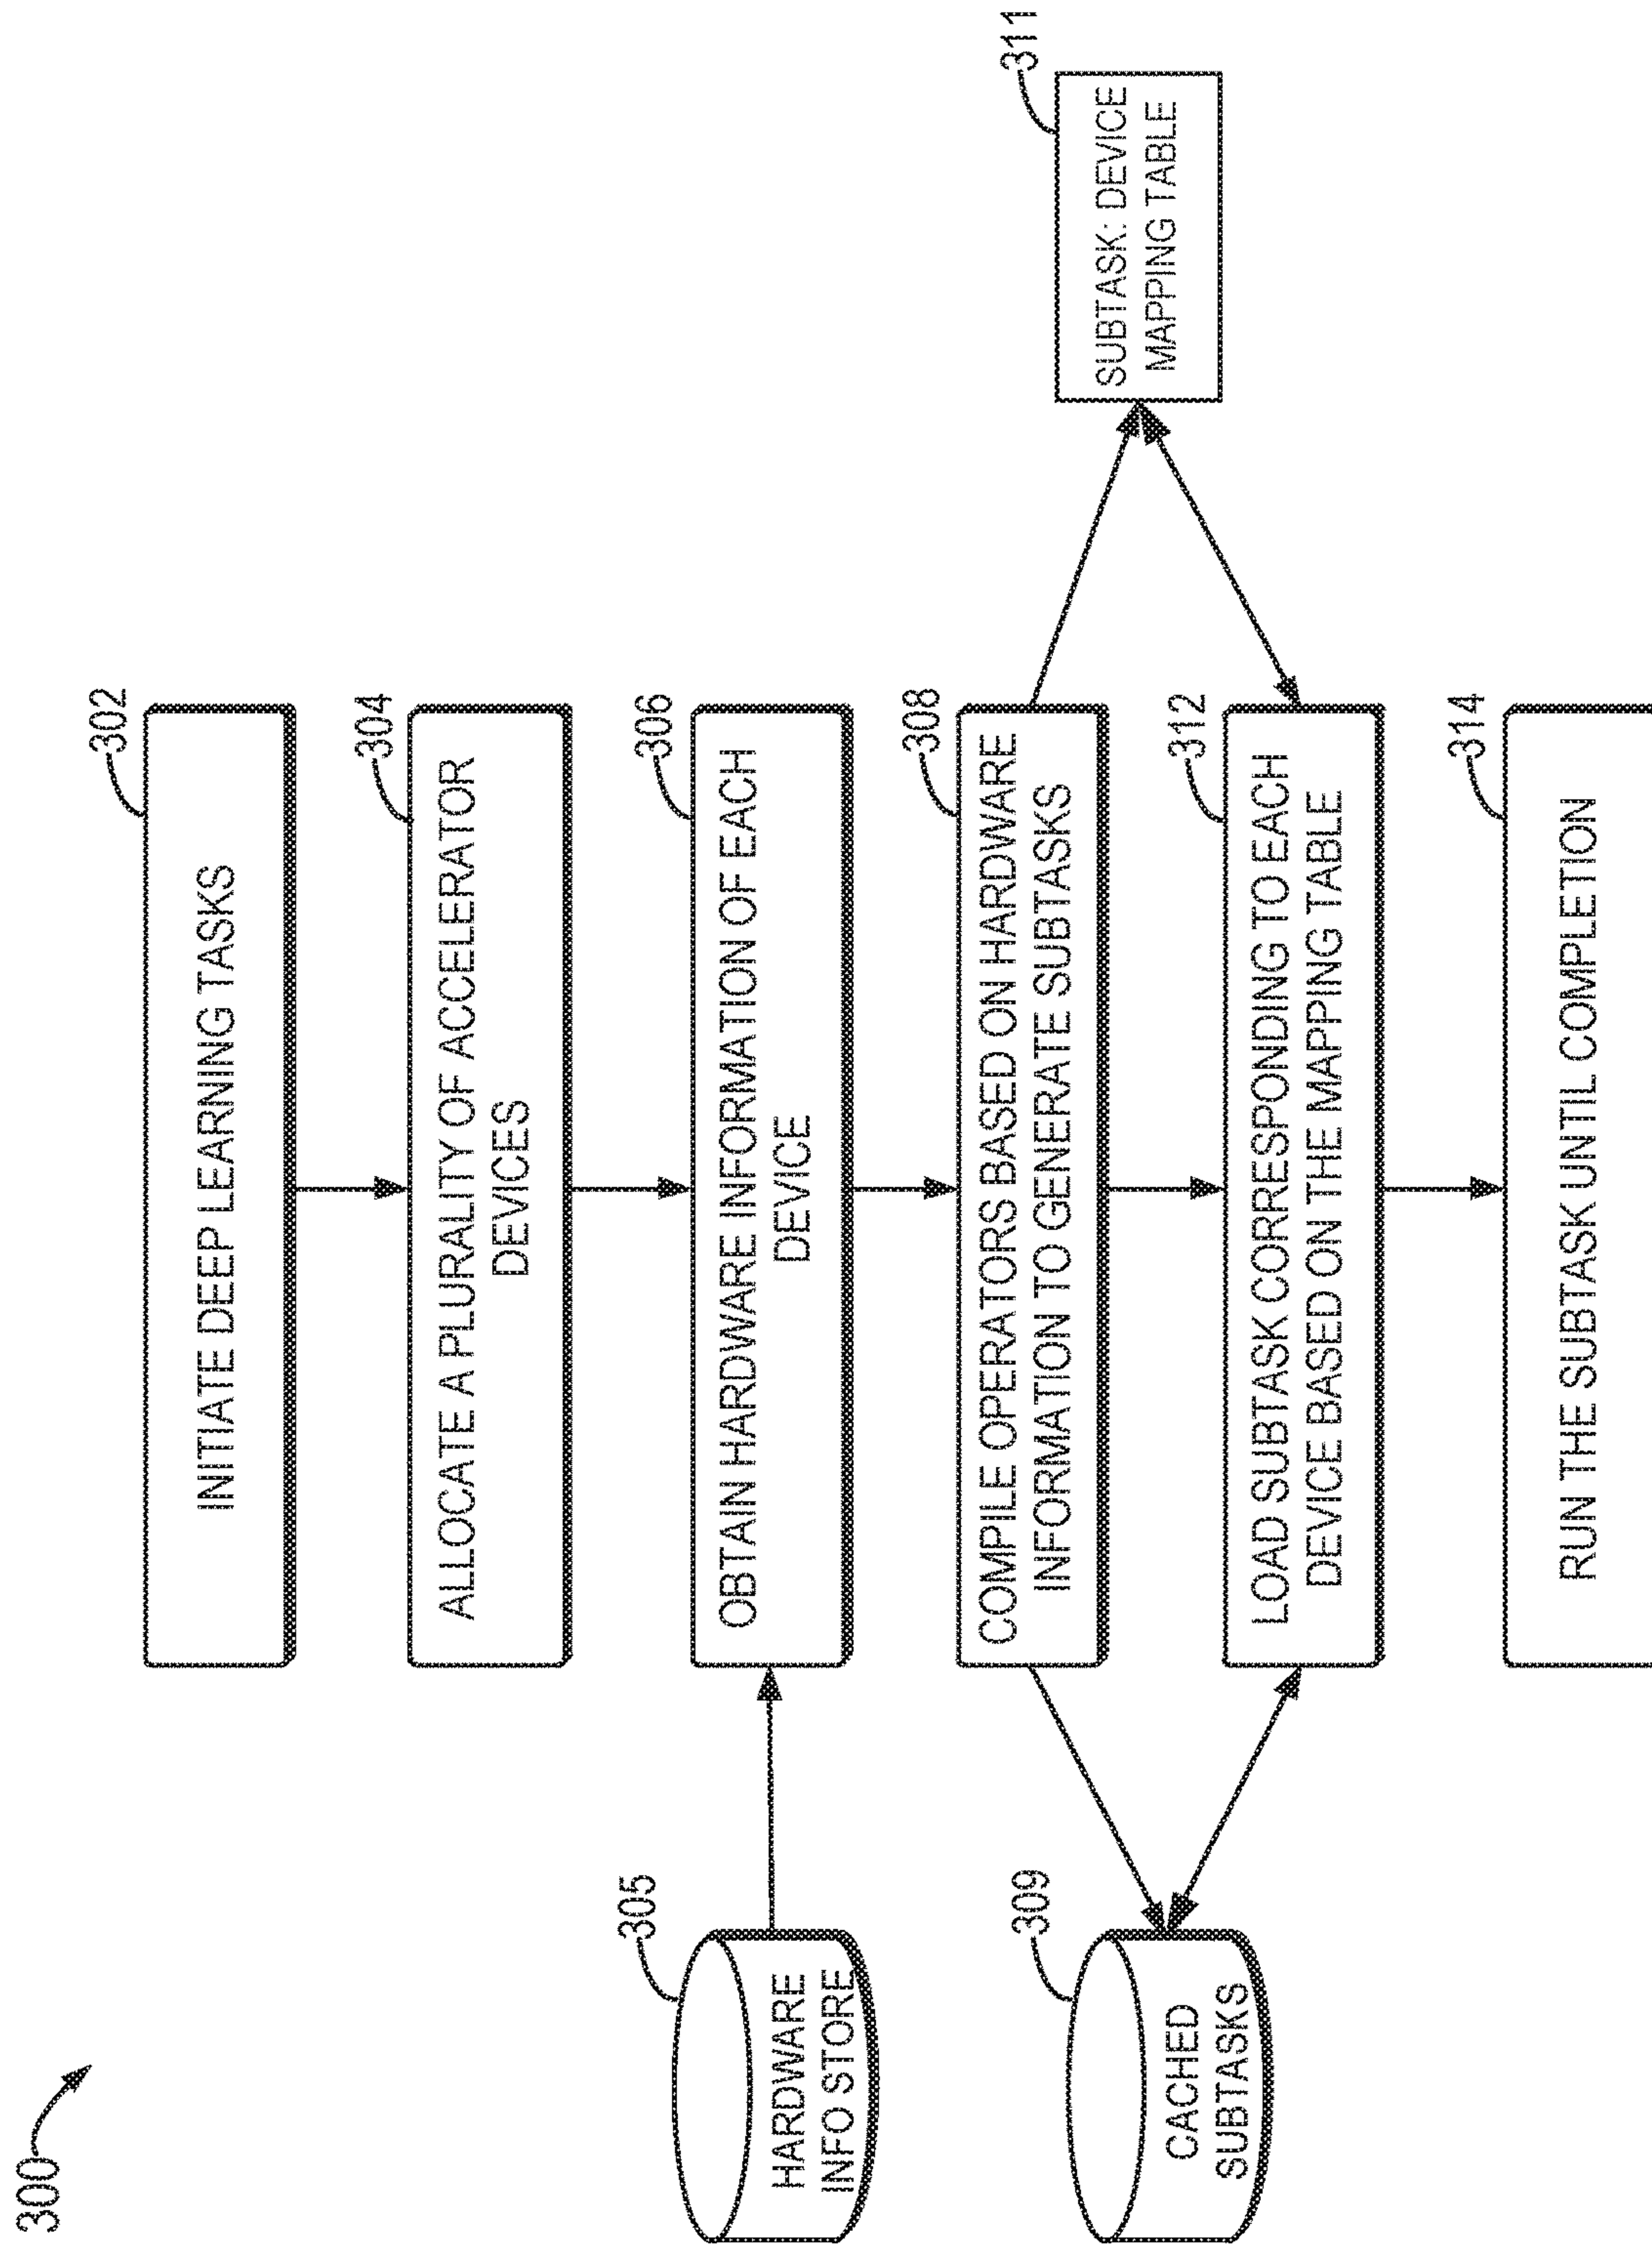 300
302
INITIATE DEEP LEARNING TASKS
304
ALLOCATE A PLURALITY OF ACCELERATOR
DEVICES
305
HARDWARE
INFO STORE
306
OBTAIN HARDWARE INFORMATION OF EACH
DEVICE
308
COMPILE OPERATORS BASED ON HARDWARE
INFORMATION TO GENERATE SUBTASKS
309
CACHED
SUBTASKS
311
SUBTASK: DEVICE
MAPPING TABLE
312
LOAD SUBTASK CORRESPONDING TO EACH
DEVICE BASED ON THE MAPPING TABLE
314
RUN THE SUBTASK UNTIL COMPLETION